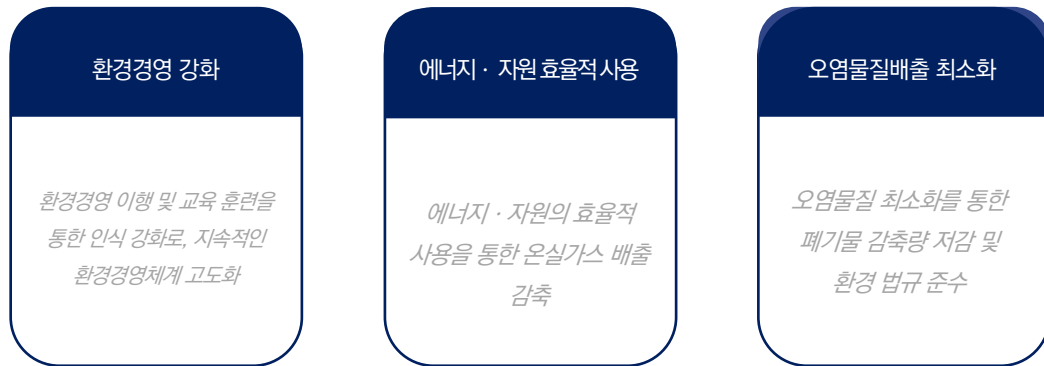 환경경영 강화
환경경영 이행 및 교육 훈련을
통한 인식 강화로, 지속적인
환경경영체계 고도화
에너지 · 자원 효율적 사용
에너지 · 자원의 효율적
사용을 통한 온실가스 배출
감축
오염물질배출 최소화
오염물질 최소화를 통한
폐기물 감축량 저감 및
환경 법규 준수